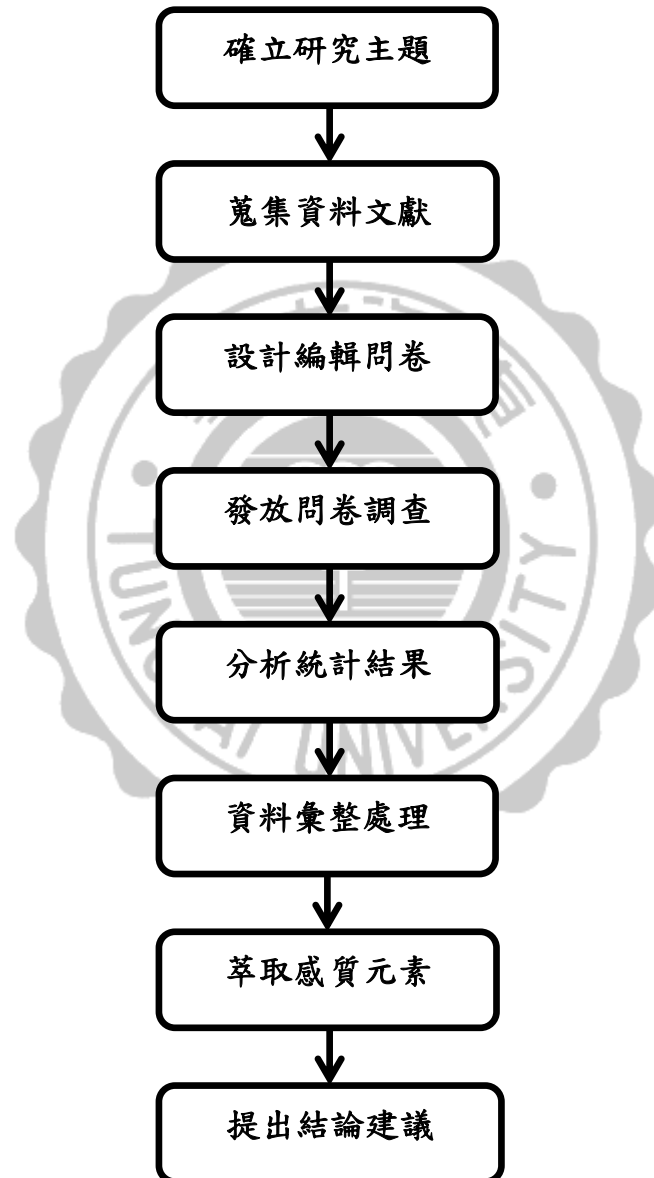 確立研究主題
蒐集資料文獻
設計編輯問卷
發放問卷調查
分析統計結果
資料彙整處理
萃取感質元素
提出結論建議